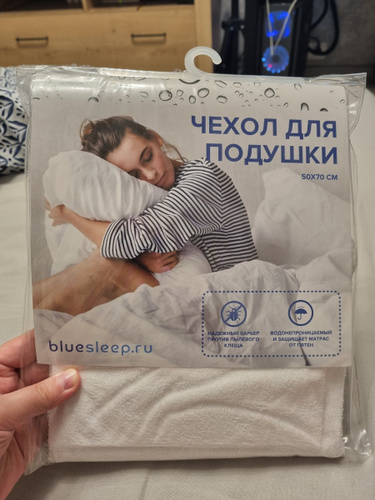 ЧЕХОЛ ДЛЯ
ПОДУШКИ
50X70 СМ
НАДЕЖНЫЙ БАРЬЕР
ПРОТИВ ПЫЛЕВОГО
КЛЕЩА
ВОДОНЕПРОНИЦАЕМЫЙ
И ЗАЩИЩАЕТ МАТРАС
ОТ ПЯТЕН
bluesleep.ru